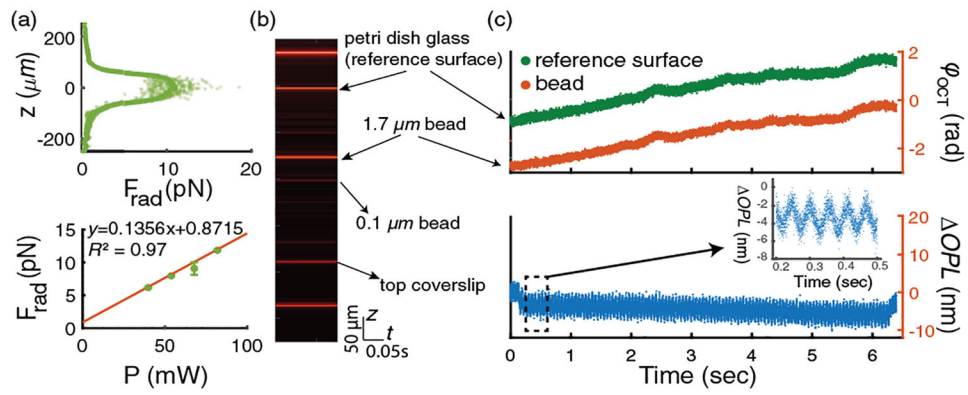 (a)
200
0
-200
z (μm)
0 10 20
Frad(pN)
y=0.1356x+0.8715
R² = 0.97
15
10
5
0
Frad(pN)
0 50 100
P (mW)
(b)
petri dish glass
(reference surface)
1.7 μm bead
0.1 μm bead
top coverslip
50 μm
z
t
0.05s
(c)
reference surface
bead
2
0
-2
φOCT (rad)
0
-2
-4
-6
-8
ΔOPL
(nm)
0.2 0.3 0.4 0.5
Time (sec)
20
10
0
-10
ΔOPL (nm)
0 1 2 3 4 5 6
Time (sec)